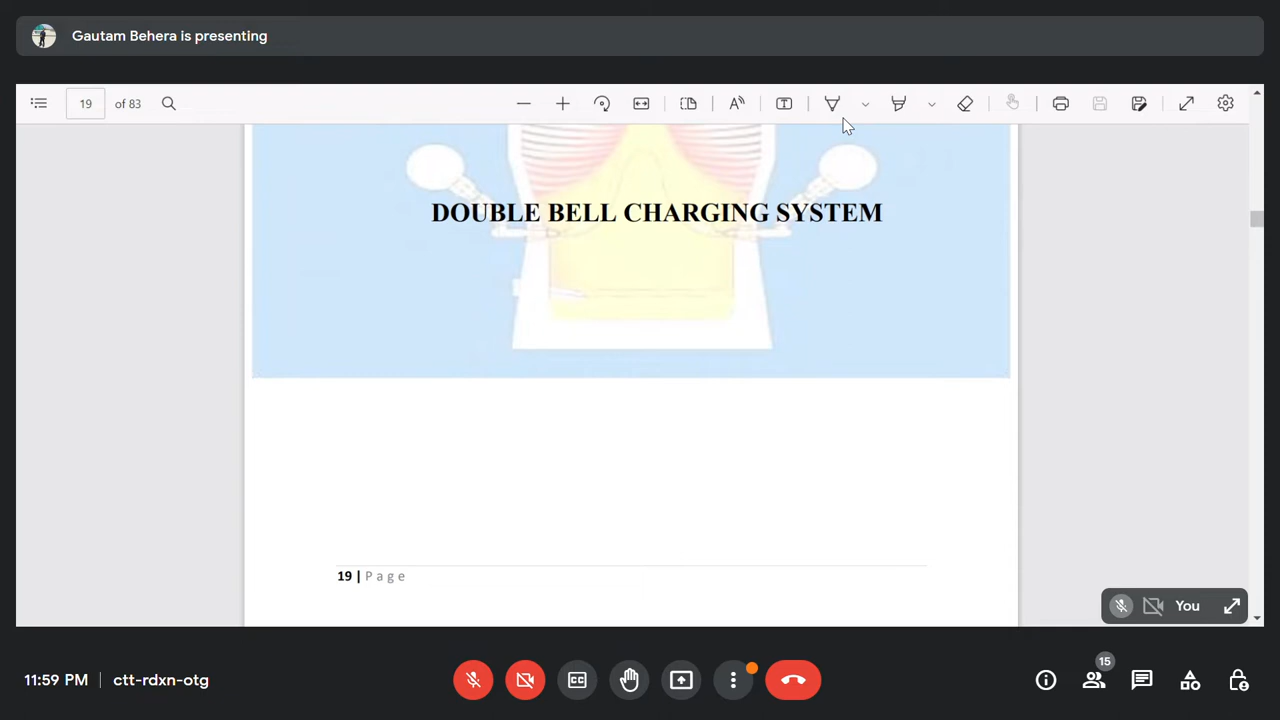 Gautam Behera is presenting
19 of 83
DOUBLE BELL CHARGING SYSTEM
19 | Page
You
11:59 PM | ctt-rdxn-otg
15